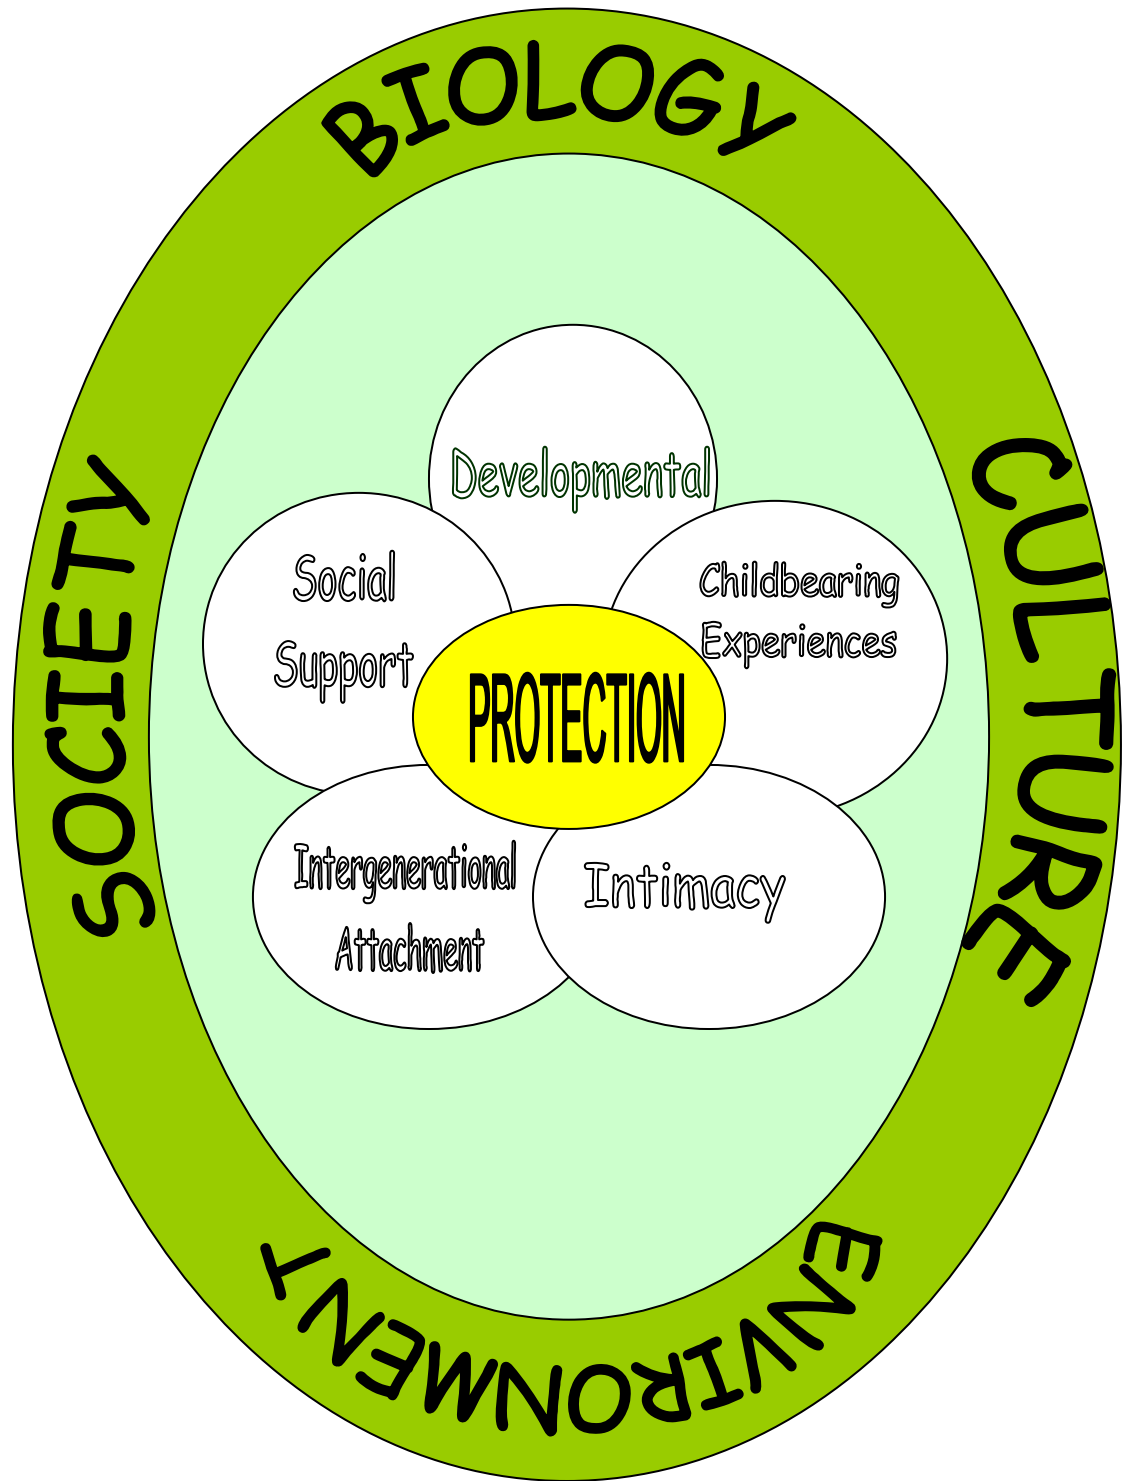 BIOLOGY
Developmental
Social
Support
Childbearing
Experiences
SOCIETY
CULTURE
PROTECTION
Intergenerational
Attachment
Intimacy
ENVIRONMENT